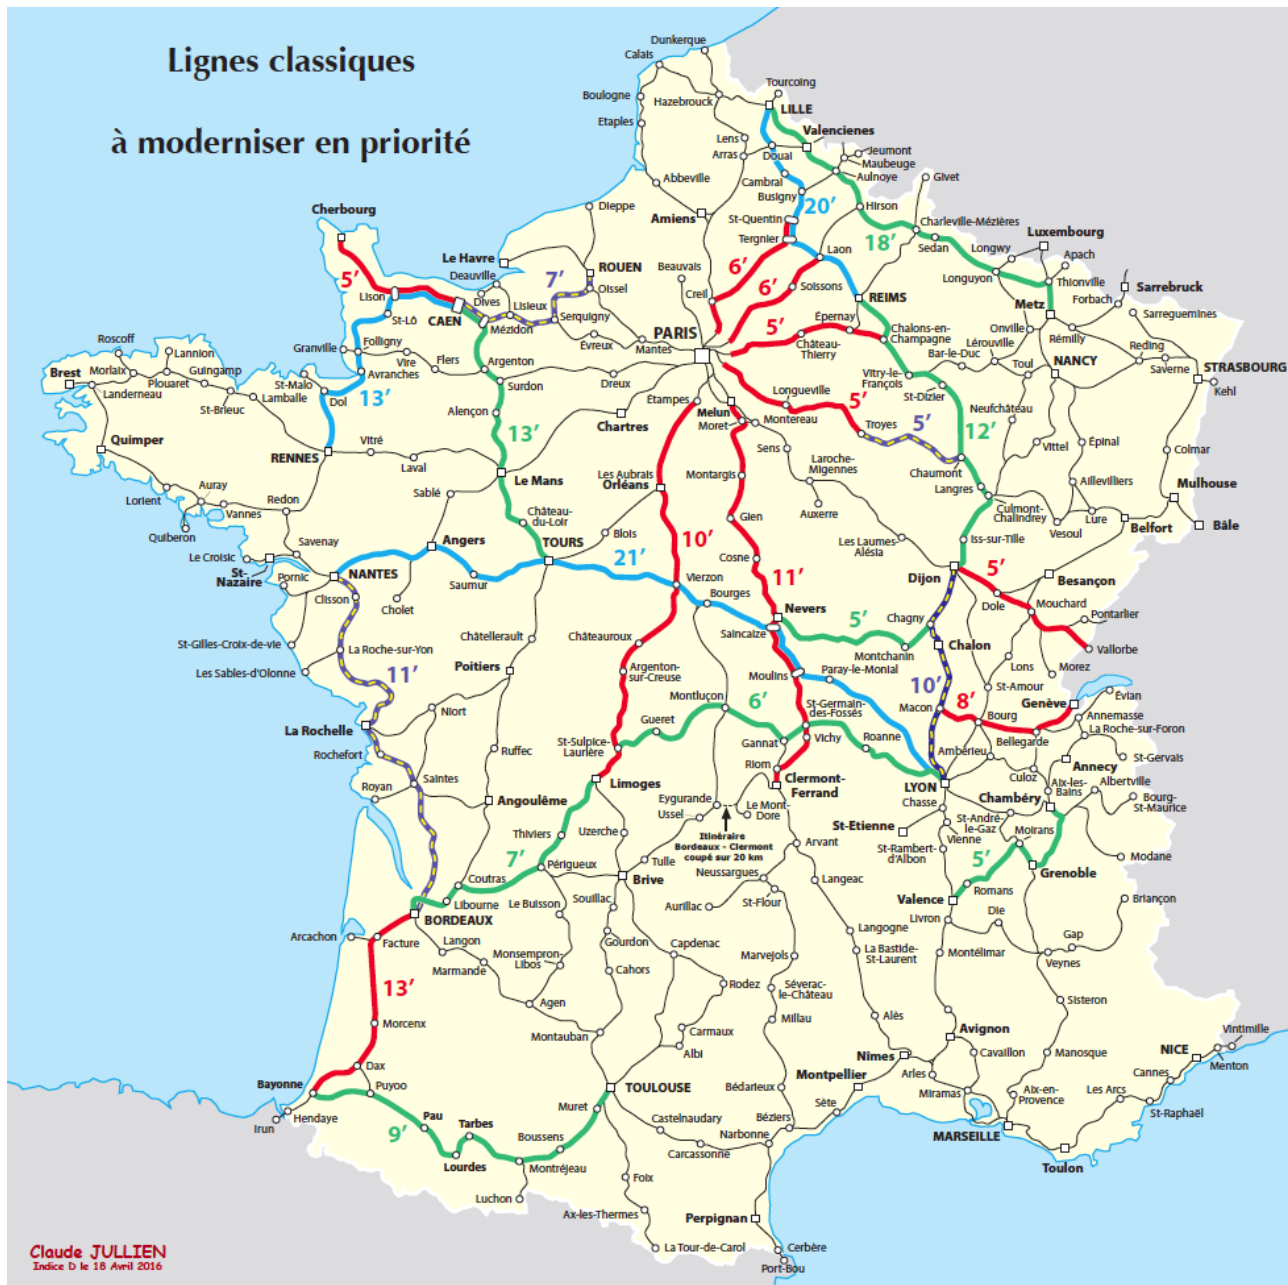 Lignes classiques
à moderniser en priorité
Dunkerque
Calais
Tourcoing
Boulogne
Hazebrouck
LILLE
Etaples
Valenciennes
Lens
Jeumont
Arras
Douai
Maubeuge
Aulnoye
Abbeville
Cambrai
Givet
Busigny
20’
Hirson
Dieppe
Cherbourg
Amiens
St-Quentin
Charleville-Mézières
Tergnier
18’
Luxembourg
Laon
Sedan
Longwy
Le Havre
Apach
Deauville
ROUEN
Beauvais
6’
5’
7’
Longuyon
Thionville
Sarrebruck
Lison
Dives
Lisieux
Oissel
Creil
6’
Soissons
REIMS
Metz
Forbach
Sarreguemines
St-Lô
CAEN
Mézidon
Serquigny
PARIS
5’
Épernay
Onville
Roscoff
Granville
Folligny
Évreux
Mantes
Chalons-en-
Champagne
Rémilly
Lannion
Vire
Flers
Argenton
Château-
Thierry
Lérouville
Reding
Brest
Morlaix
Guingamp
Avranches
Bar-le-Duc
Toul
NANCY
Saverne
STRASBOURG
Plouaret
St-Malo
Surdon
Dreux
Vitry-le-
François
Landerneau
Lamballe
Étampes
Longueville
St-Dizier
Kehl
St-Brieuc
Dol
13’
Alençon
Melun
5’
Neufchâteau
Chartres
Moret
Montereau
Troyes
5’
12’
Quimper
Vitré
13’
Sens
Vittel
Épinal
Colmar
RENNES
Laval
Les Aubrais
Laroche-
Migennes
Chaumont
Le Mans
Orléans
Montargis
Langres
Aillevilliers
Auray
Sablé
Mulhouse
Lorient
Redon
Château-
du-Loir
Auxerre
Culmont-
Chalindrey
Vannes
Gien
Lure
Quiberon
Blois
10’
Vesoul
Belfort
Bâle
Savenay
Angers
TOURS
Les Laumes-
Alésia
Iss-sur-Tille
Le Croisic
Cosne
St-
Nazaire
NANTES
21’
Dijon
5’
Pornic
Saumur
Vierzon
11’
Besançon
Clisson
Cholet
Bourges
Dole
Nevers
Mouchard
Pontarlier
St-Gilles-Croix-de-vie
Châtellerault
Châteauroux
Saincaize
5’
Chagny
La Roche-sur-Yon
Montchanin
Chalon
Vallorbe
Les Sables-d'Olonne
11’
Poitiers
Argenton-
sur-Creuse
Moulins
Paray-le-Monial
Lons
Morez
10’
St-Amour
Montluçon
6’
8’
Genève
Évian
Niort
St-Germain-
des-Fossés
Macon
Bourg
Annemasse
La Rochelle
Gueret
La Roche-sur-Foron
Rochefort
Ruffec
St-Sulpice-
Laurière
Gannat
Vichy
Roanne
Ambérieu
Bellegarde
St-Gervais
Riom
Annecy
Saintes
Limoges
Clermont-
Ferrand
LYON
Culoz
Aix-les-
Bains
Albertville
Royan
Angoulême
Eygurande
Le Mont-
Dore
Chasse
Chambéry
Bourg-
St-Maurice
Ussel
St-Etienne
St-André-
le-Gaz
Thiviers
Uzerche
Itinéraire
Bordeaux - Clermont
coupé sur 20 km
Vienne
Moirans
7’
Arvant
St-Rambert-
d'Albon
5’
Périgueux
Tulle
Modane
Coutras
Brive
Neussargues
Langeac
Romans
Grenoble
Libourne
Le Buisson
Souillac
Aurillac
St-Flour
Valence
Briançon
BORDEAUX
Livron
Die
Arcachon
Facture
Langon
Gourdon
Langogne
Marmande
Monsempron-
Libos
Capdenac
Marvejols
La Bastide-
St-Laurent
Montélimar
Gap
Veynes
13’
Cahors
Rodez
Séverac-
le-Château
Agen
Sisteron
Morcenx
Millau
Alès
Montauban
Carmaux
Avignon
Vintimille
Albi
Nîmes
Cavaillon
Manosque
NICE
Dax
Menton
Bayonne
Puyoo
TOULOUSE
Bédarieux
Montpellier
Arles
Cannes
Miramas
Aix-en-
Provence
Les Arcs
Hendaye
Muret
Sète
St-Raphaël
Irun
Pau
9’
Tarbes
Castelnaudary
Béziers
Boussens
Narbonne
MARSEILLE
Lourdes
Montréjeau
Carcassonne
Toulon
Foix
Luchon
Ax-les-Thermes
Perpignan
La Tour-de-Carol
Cerbère
Port-Bou
Claude JULLIEN
Indice D le 18 Avril 2016